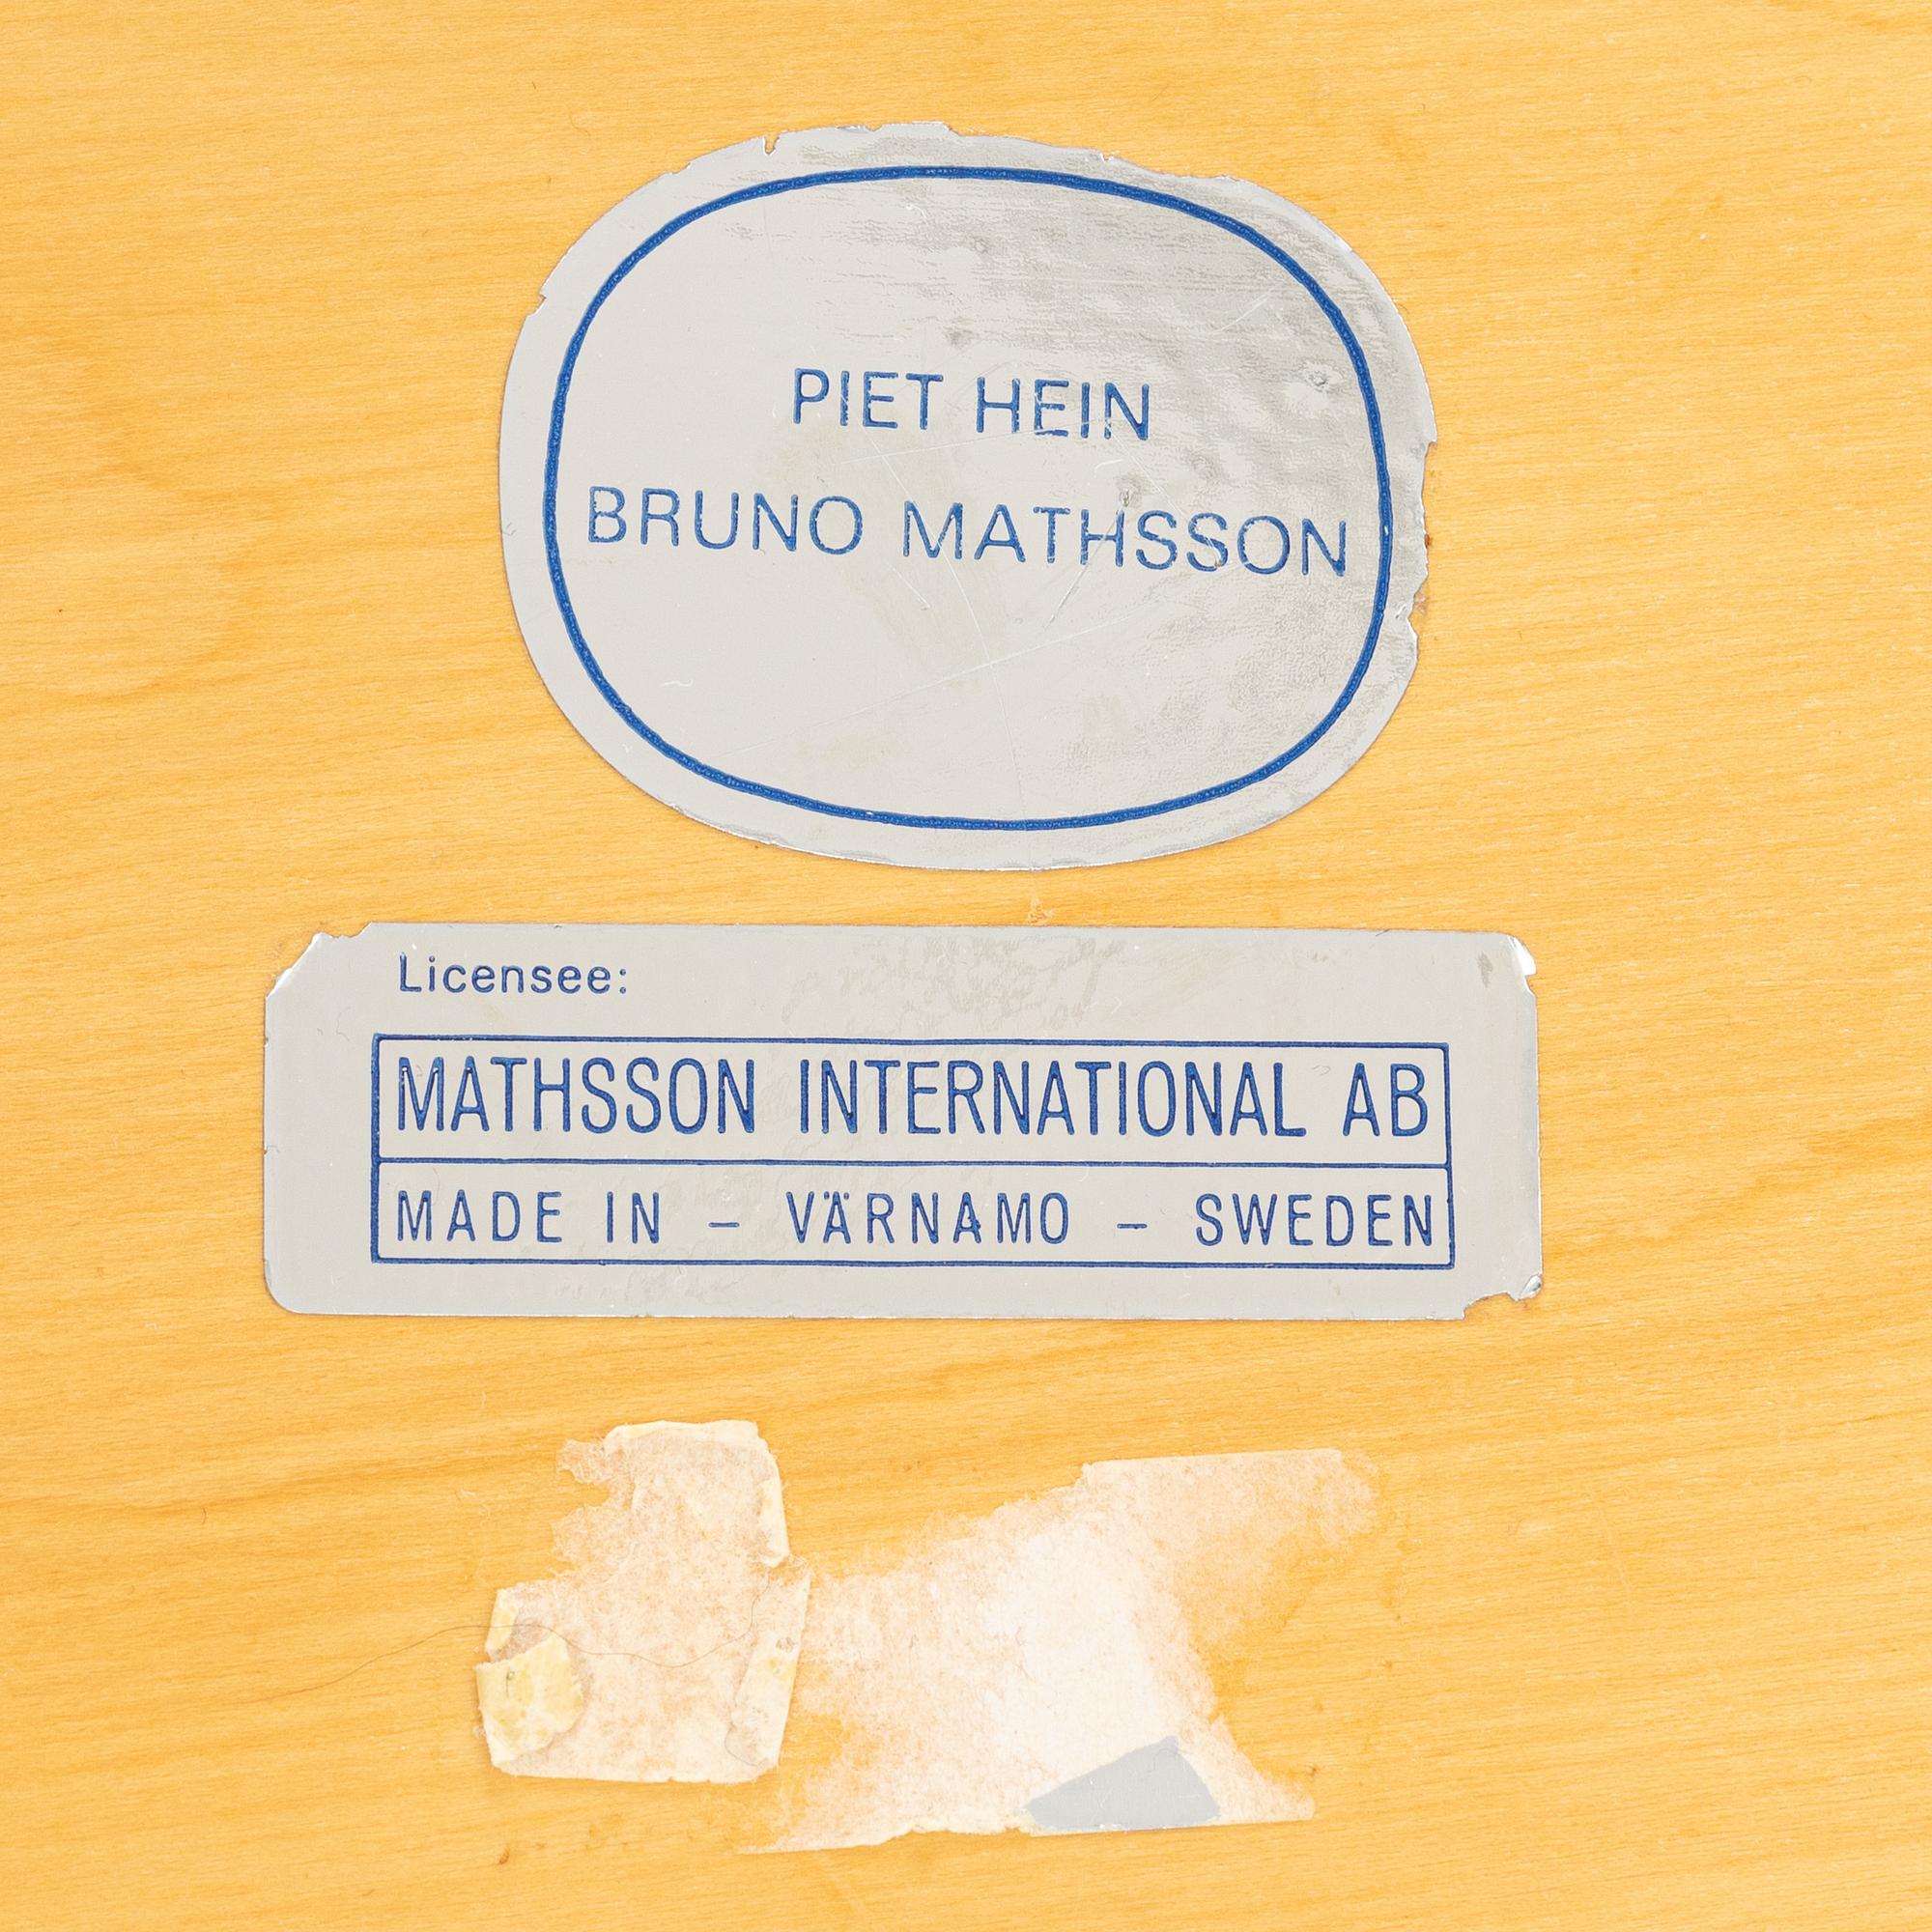 PIET HEIN
BRUNO MATHSSON
Licensee:
MATHSSON INTERNATIONAL AB
MADE IN – VÄRNAMO – SWEDEN